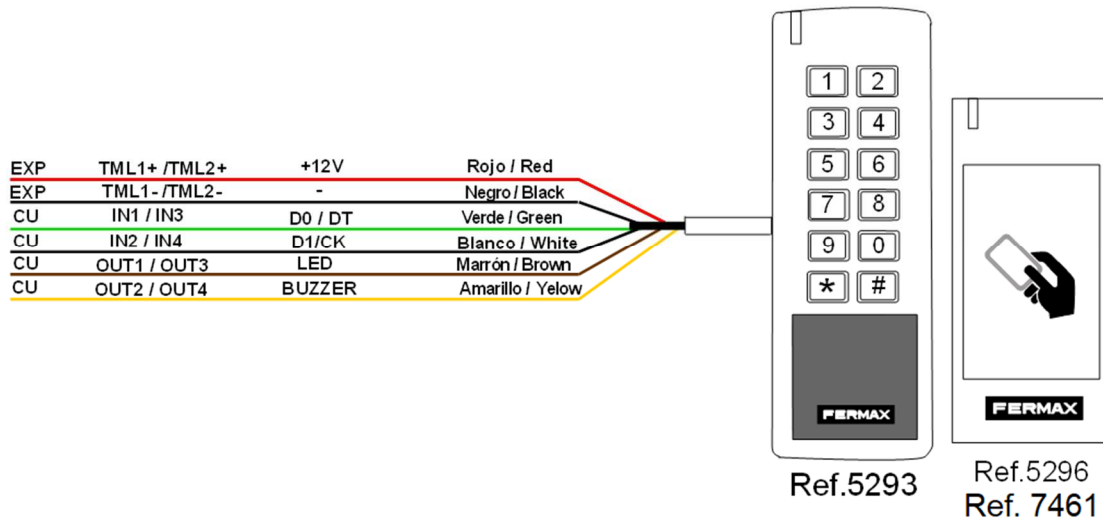 EXP TML1+ /TML2+ +12V Rojo / Red
EXP TML1- /TML2- - Negro / Black
CU IN1 / IN3 D0 / DT Verde / Green
CU IN2 / IN4 D1/CK Blanco / White
CU OUT1 / OUT3 LED Marrón / Brown
CU OUT2 / OUT4 BUZZER Amarillo / Yelow
1 2
3 4
5 6
7 8
9 0
* #
FERMAX
Ref.5293
FERMAX
Ref.5296
Ref. 7461